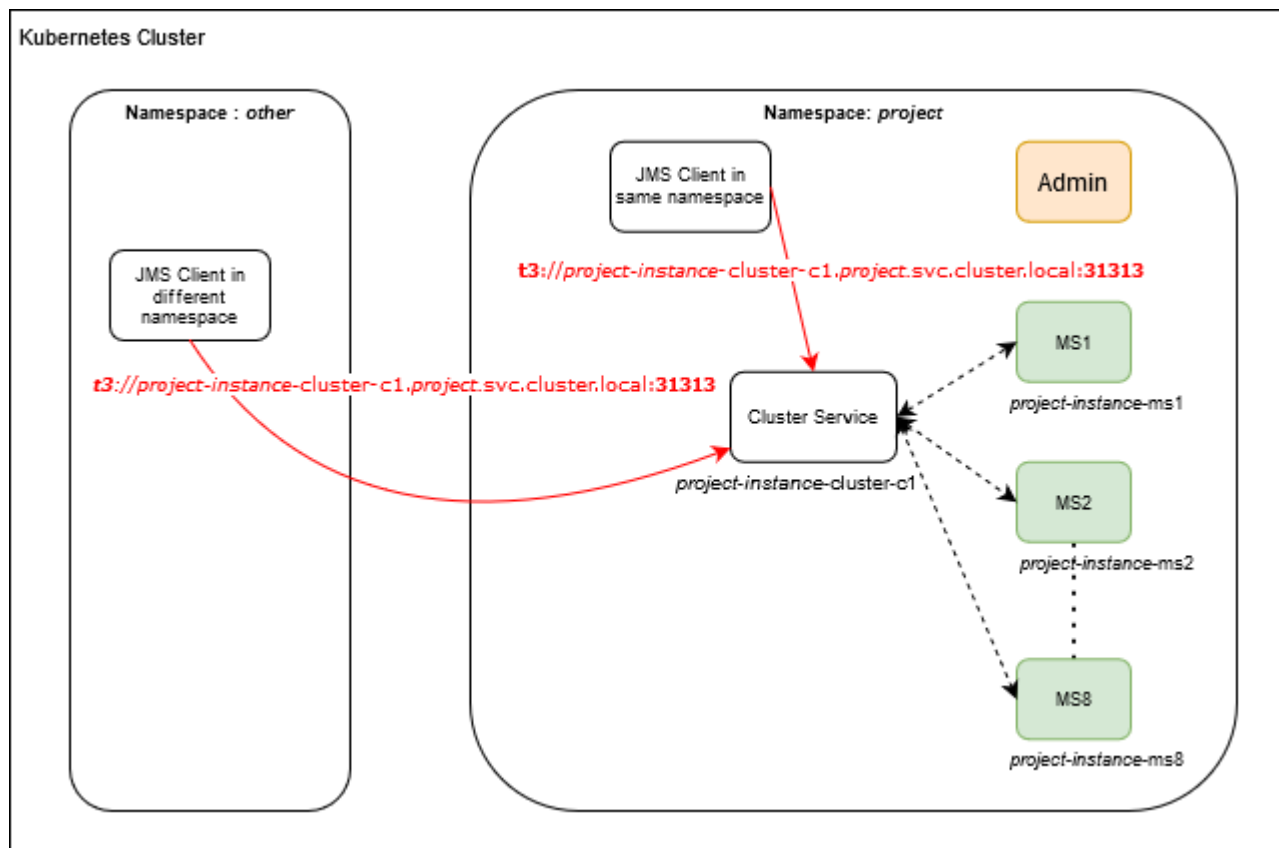 Kubernetes Cluster
Namespace : other
JMS Client in
different
namespace
t3://project-instance-cluster-c1.project.svc.cluster.local:31313
Namespace: project
JMS Client in
same namespace
Admin
t3://project-instance-cluster-c1.project.svc.cluster.local:31313
Cluster Service
project-instance-cluster-c1
MS1
project-instance-ms1
MS2
project-instance-ms2
MS8
project-instance-ms8